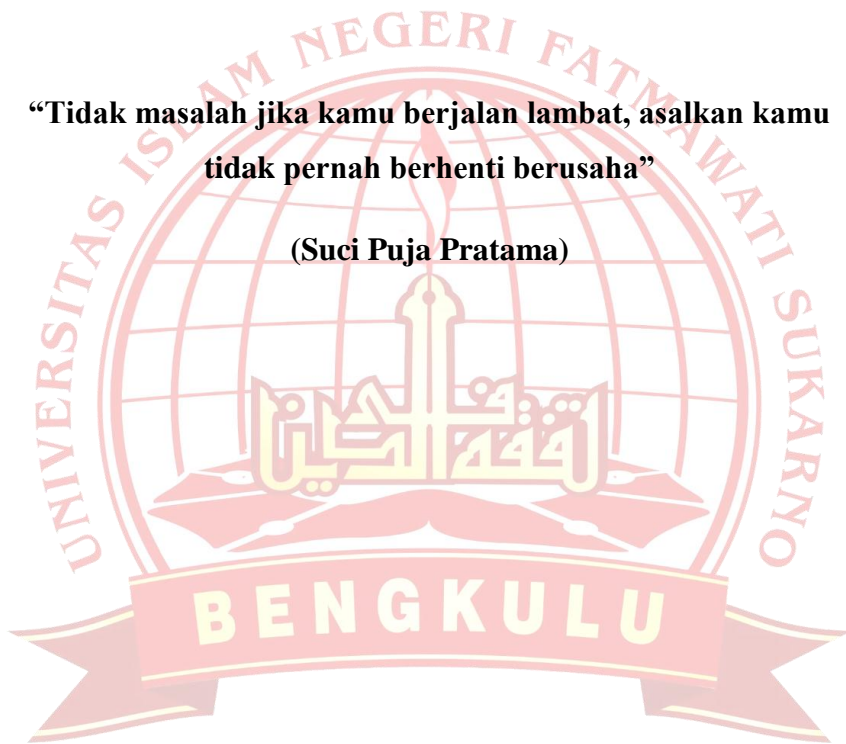 UNIVERSITAS ISLAM NEGERI FATMAWATI SUKARNO
“Tidak masalah jika kamu berjalan lambat, asalkan kamu
tidak pernah berhenti berusaha”
(Suci Puja Pratama)
BENGKULU